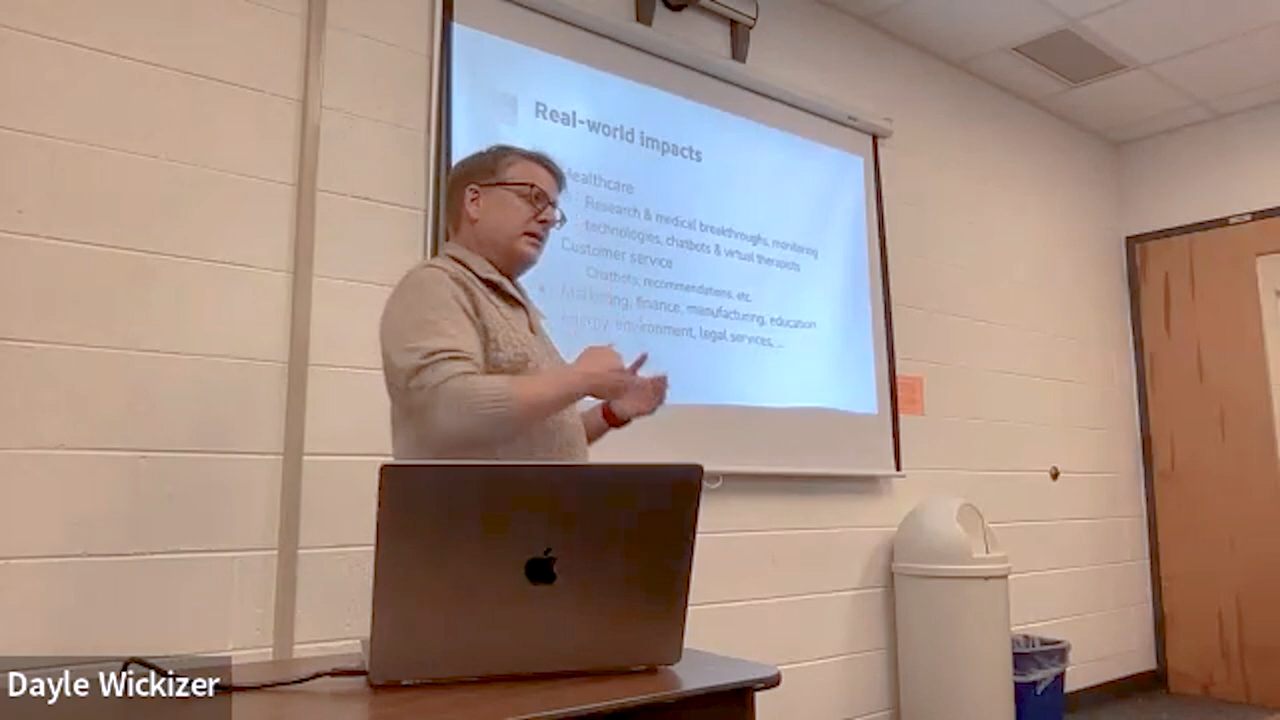 Real-world impacts
Healthcare
Research & medical breakthroughs, monitoring
technologies, chatbots & virtual therapists
Customer service
Chatbots, recommendations, etc.
Marketing, finance, manufacturing, education
environment, legal services, ...
Dayle Wickizer